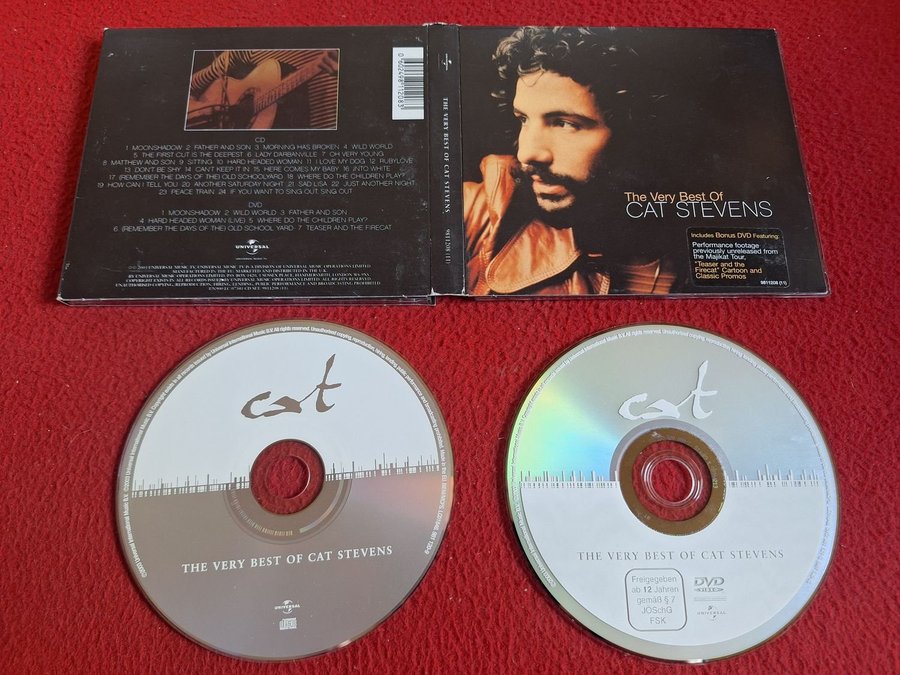 CD
1 MOONSHADOW 2 FATHER AND SON 3 MORNING HAS BROKEN 4 WILD WORLD
5 THE FIRST CUT IS THE DEEPEST 6 LADY D'ARBANVILLE 7 OH VERY YOUNG
8 MATTHEW AND SON 9 SITTING 10 HARD HEADED WOMAN 11 I LOVE MY DOG 12 RUBYLOVE
13 DON'T BE SHY 14 CAN'T KEEP IT IN 15 HERE COMES MY BABY 16 INTO WHITE
17 (REMEMBER THE DAYS OF THE) OLD SCHOOLYARD 18 WHERE DO THE CHILDREN PLAY?
19 HOW CAN I TELL YOU 20 ANOTHER SATURDAY NIGHT 21 SAD LISA 22 JUST ANOTHER NIGHT
23 PEACE TRAIN 24 IF YOU WANT TO SING OUT, SING OUT
DVD
1 MOONSHADOW 2 WILD WORLD 3 FATHER AND SON
4 HARD HEADED WOMAN (LIVE) 5 WHERE DO THE CHILDREN PLAY?
6 (REMEMBER THE DAYS OF THE) OLD SCHOOL YARD 7 TEASER AND THE FIRECAT
UNIVERSAL
THE VERY BEST OF CAT STEVENS
9811208 (11)
The Very Best Of
CAT STEVENS
Includes Bonus DVD Featuring:
Performance footage
previously unreleased from
the Majikat Tour,
"Teaser and the
Firecat" Cartoon and
Classic Promos
9811208 (11)
cat
THE VERY BEST OF CAT STEVENS
UNIVERSAL
cat
THE VERY BEST OF CAT STEVENS
Freigegeben
ab 12 Jahren
gemäß § 7
JÖSchG
FSK
DVD
VIDEO
UNIVERSAL